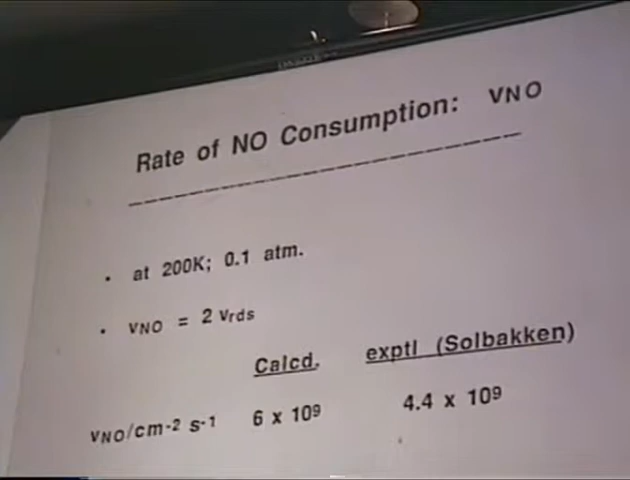 Rate of NO Consumption: VNO
• at 200K; 0.1 atm.
• VNO = 2 Vrds
Calcd. exptl (Solbakken)
VNO/cm-2 s-1 6 x 10⁹ 4.4 x 10⁹